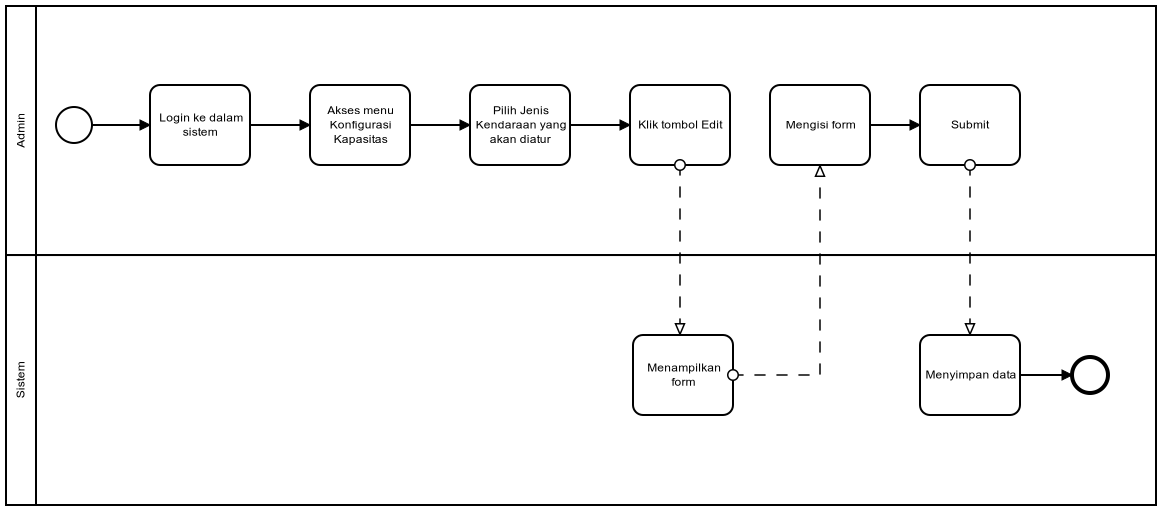 Admin
Login ke dalam
sistem
Akses menu
Konfigurasi
Kapasitas
Pilih Jenis
Kendaraan yang
akan diatur
Klik tombol Edit
Mengisi form
Submit
Sistem
Menampilkan
form
Menyimpan data